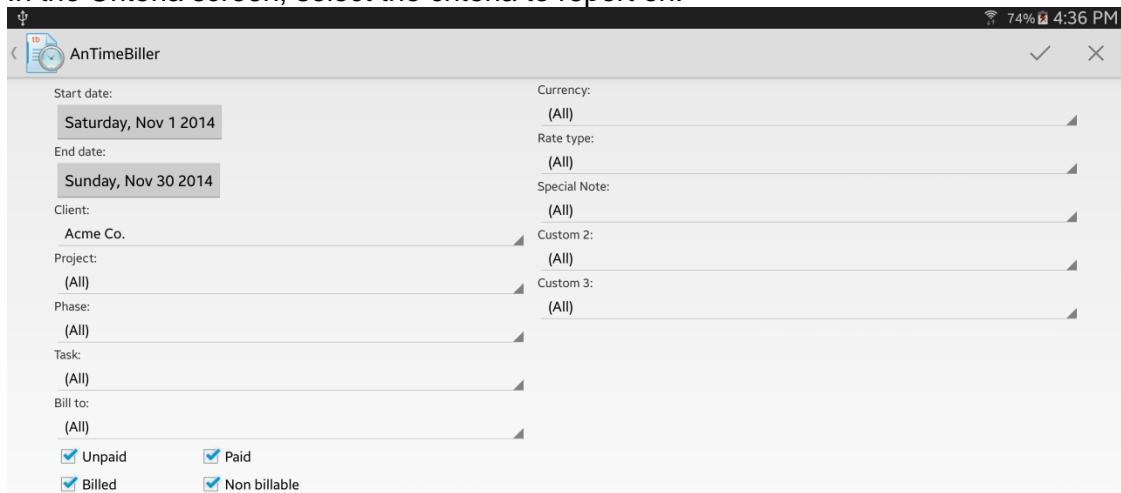 In the Criteria screen, select the criteria to report on.
74% 4:36 PM
tb
AnTimeBiller
Start date:
Saturday, Nov 1 2014
End date:
Sunday, Nov 30 2014
Client:
Acme Co.
Project:
(All)
Phase:
(All)
Task:
(All)
Bill to:
(All)
Unpaid
Paid
Billed
Non billable
Currency:
(All)
Rate type:
(All)
Special Note:
(All)
Custom 2:
(All)
Custom 3:
(All)